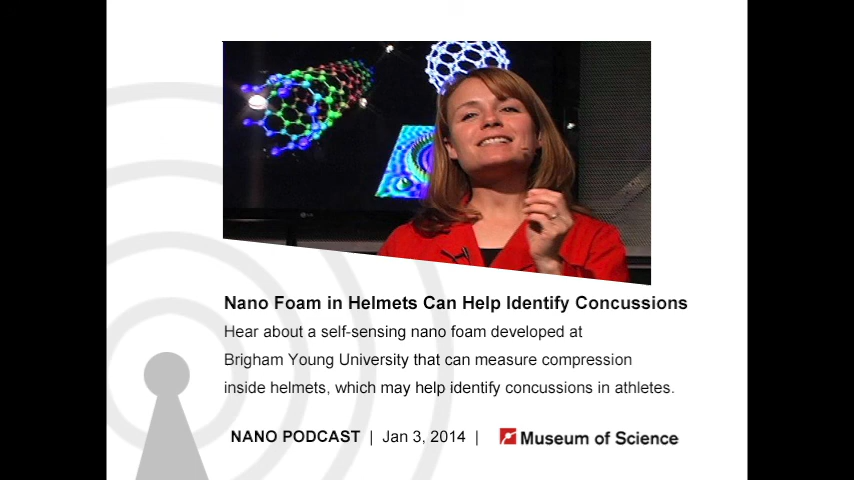 LG
Nano Foam in Helmets Can Help Identify Concussions
Hear about a self-sensing nano foam developed at
Brigham Young University that can measure compression
inside helmets, which may help identify concussions in athletes.
NANO PODCAST | Jan 3, 2014 | Museum of Science